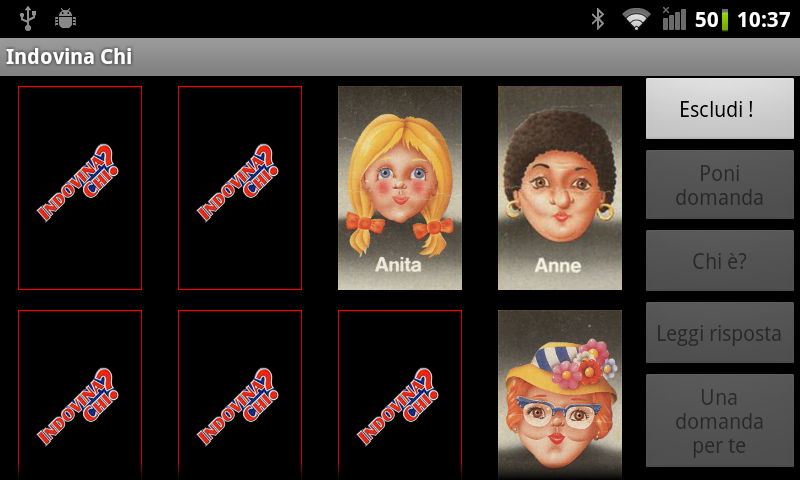 50 10:37
Indovina Chi
INDOVINA
CHI?
INDOVINA
CHI?
Anita
Anne
Escludi !
Poni
domanda
Chi è?
Leggi risposta
Una
domanda
per te
INDOVINA
CHI?
INDOVINA
CHI?
INDOVINA
CHI?